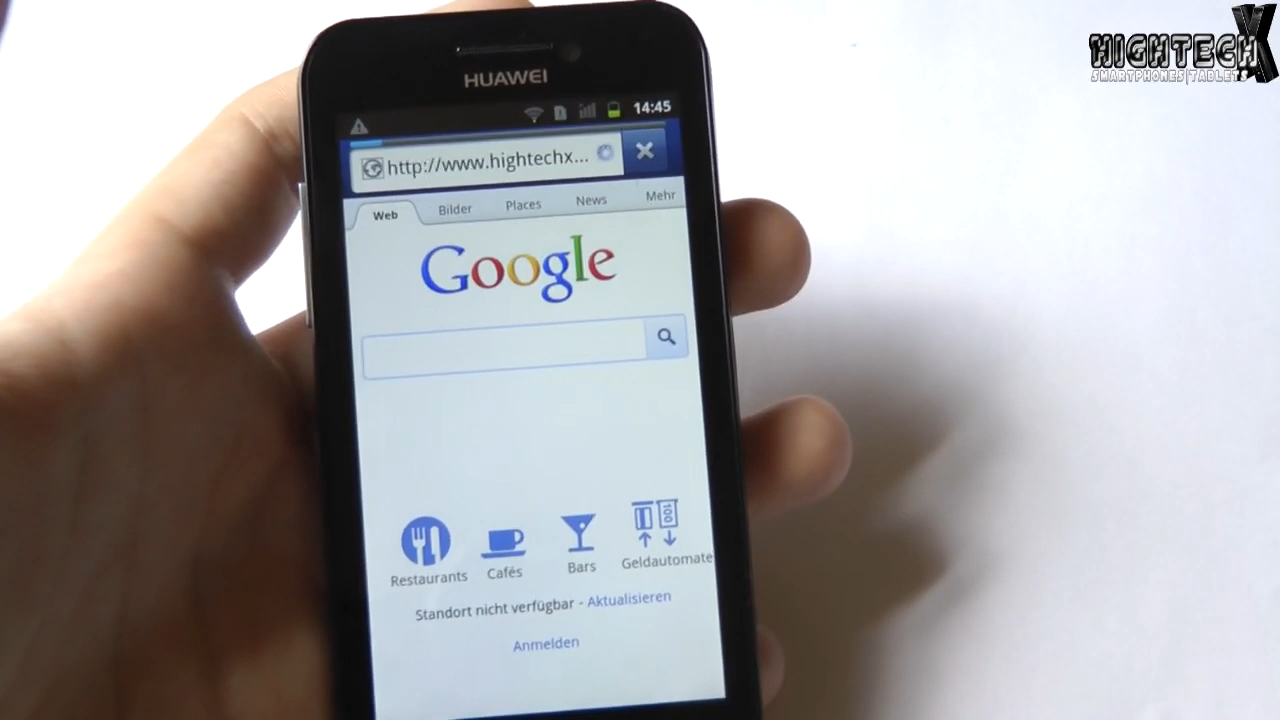 HIGHTECH X
SMARTPHONES|TABLETS
HUAWEI
14:45
http://www.hightechx...
Web Bilder Places News Mehr
Google
100
Restaurants Cafés Bars Geldautomate
Standort nicht verfügbar - Aktualisieren
Anmelden